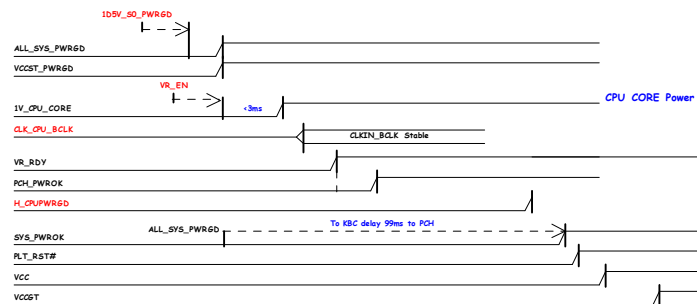 1D5V_S0_PWRGD
ALL_SYS_PWRGD
VCCST_PWRGD
VR_EN
1V_CPU_CORE
<3ms
CPU CORE Power
CLK_CPU_BCLK
CLKIN_BCLK Stable
VR_RDY
PCH_PWROK
H_CPUPWRGD
ALL_SYS_PWRGD
To KBC delay 99ms to PCH
SYS_PWROK
PLT_RST#
VCC
VCCGT